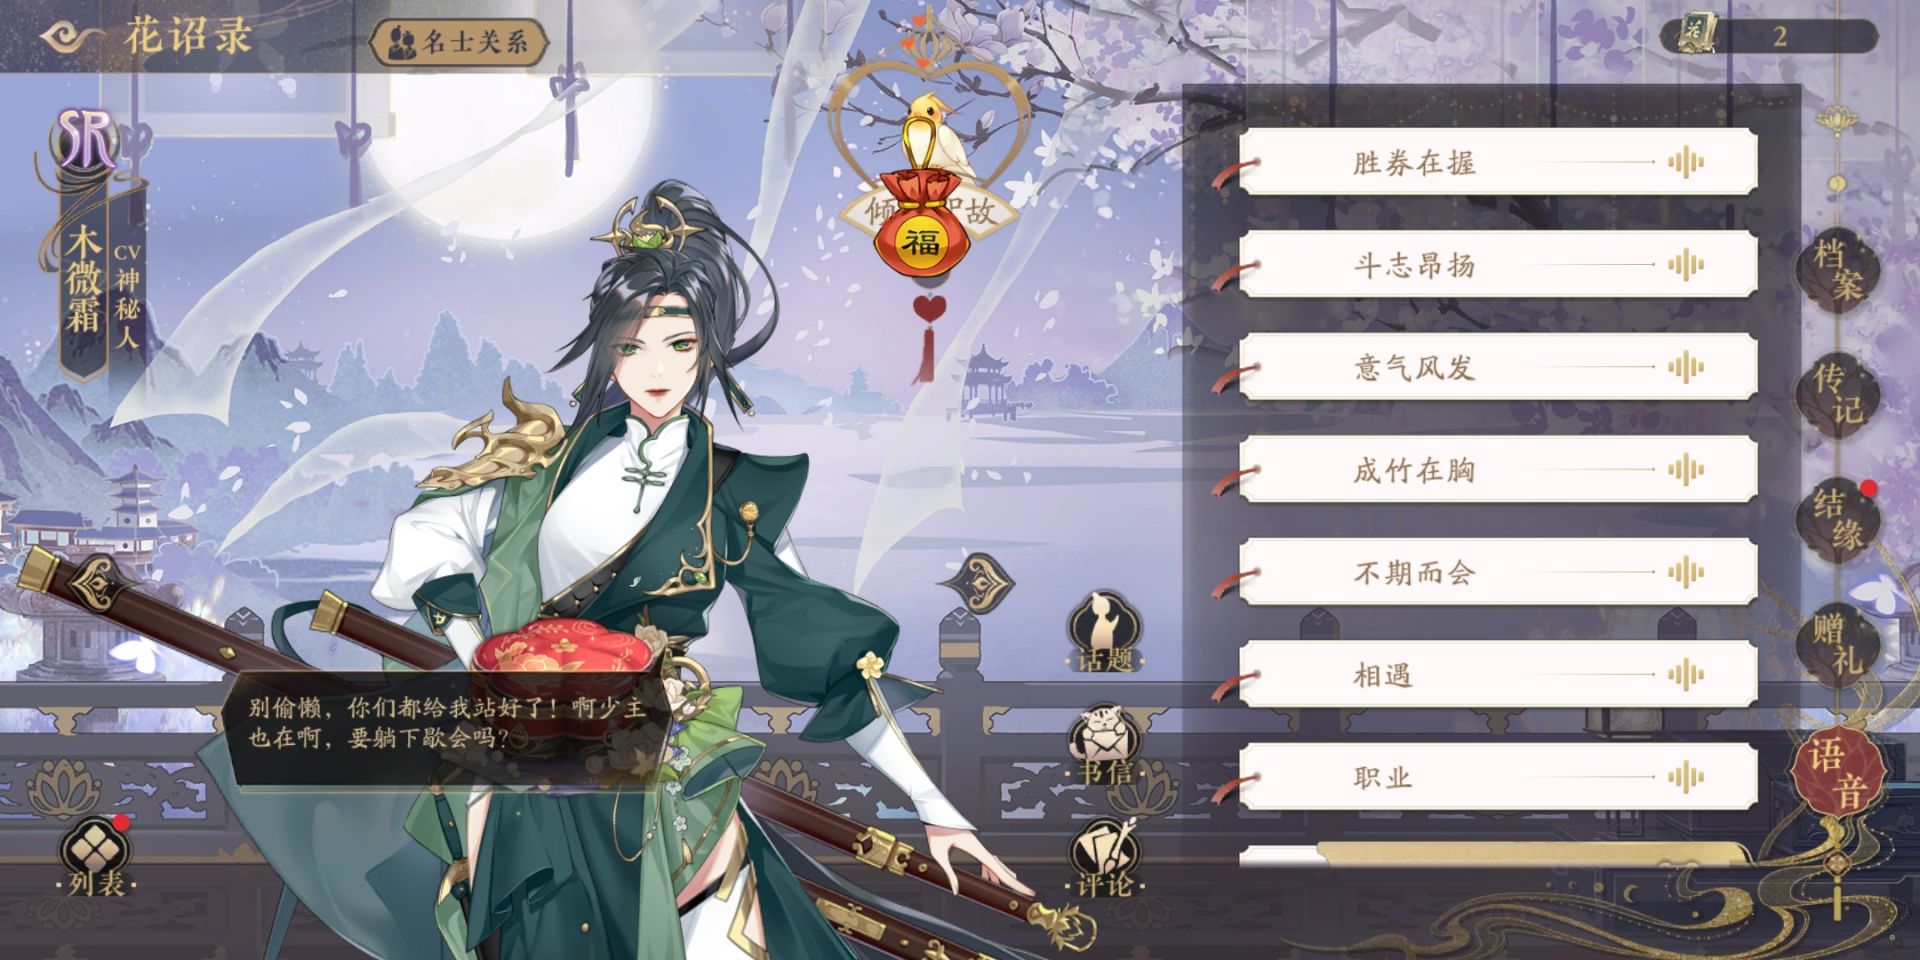 花诏录
名士关系
2
SR
木微霜
CV神秘人
福
故
胜券在握
斗志昂扬
意气风发
成竹在胸
不期而会
相遇
职业
档案
传记
结缘
赠礼
语音
话题
书信
评论
别偷懒，你们都给我站好了！啊少主
也在啊，要躺下歇会吗？
列表